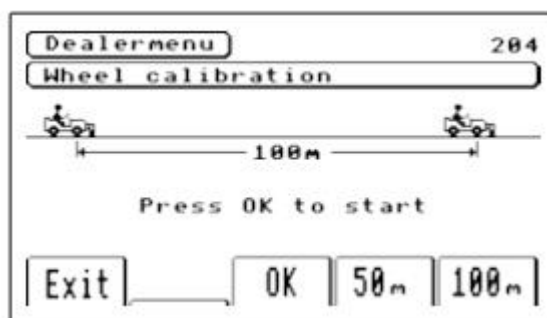 Dealermenu 204
Wheel calibration
100m
Press OK to start
Exit OK 50m 100m